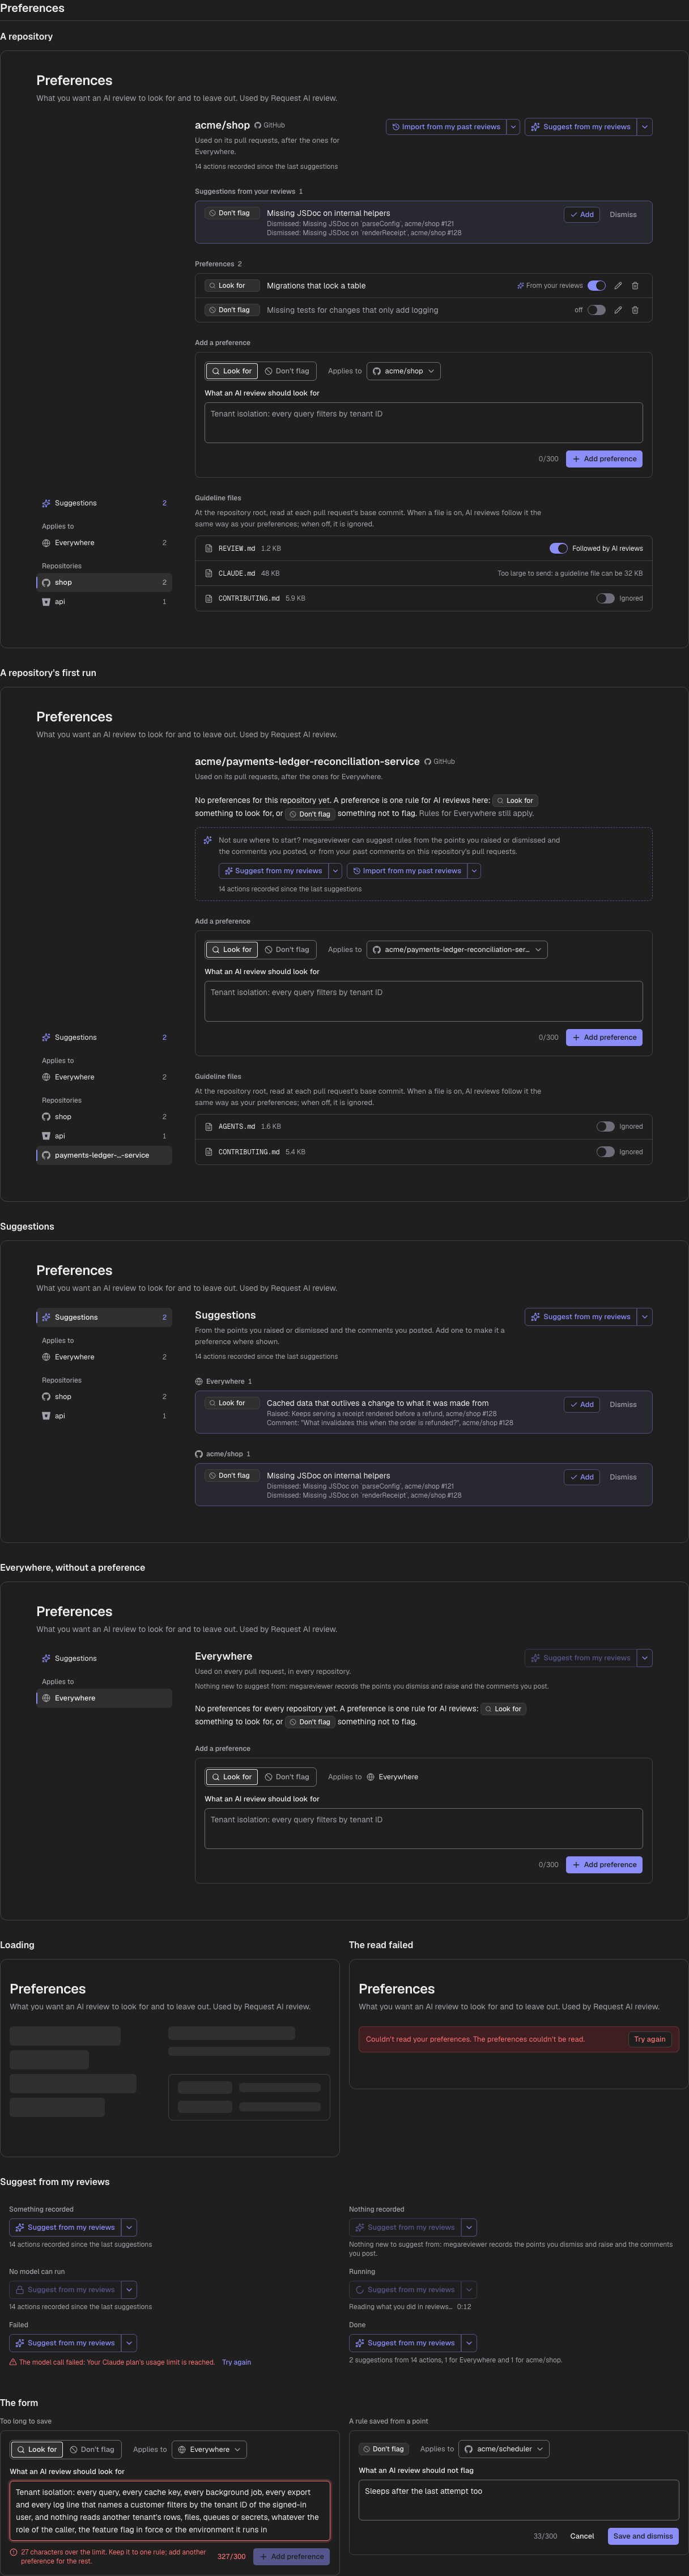 Preferences
A repository
Preferences
What you want an AI review to look for and to leave out. Used by Request AI review.
acme/shop GitHub
Import from my past reviews
Suggest from my reviews
Used on its pull requests, after the ones for
Everywhere.
14 actions recorded since the last suggestions
Suggestions from your reviews 1
Don't flag
Missing JSDoc on internal helpers
Dismissed: Missing JSDoc on `parseConfig`, acme/shop #121
Dismissed: Missing JSDoc on `renderReceipt`, acme/shop #128
Add
Dismiss
Preferences 2
Look for
Migrations that lock a table
From your reviews
Don't flag
Missing tests for changes that only add logging
off
Add a preference
Look for
Don't flag
Applies to
acme/shop
What an AI review should look for
Tenant isolation: every query filters by tenant ID
0/300
Add preference
Suggestions 2
Applies to
Everywhere 2
Repositories
shop 2
api 1
Guideline files
At the repository root, read at each pull request's base commit. When a file is on, AI reviews follow it the
same way as your preferences; when off, it is ignored.
REVIEW.md 1.2 KB
Followed by AI reviews
CLAUDE.md 48 KB
Too large to send: a guideline file can be 32 KB
CONTRIBUTING.md 5.9 KB
Ignored
A repository's first run
Preferences
What you want an AI review to look for and to leave out. Used by Request AI review.
acme/payments-ledger-reconciliation-service GitHub
Used on its pull requests, after the ones for Everywhere.
No preferences for this repository yet. A preference is one rule for AI reviews here: Look for
something to look for, or Don't flag something not to flag. Rules for Everywhere still apply.
Not sure where to start? megareviewer can suggest rules from the points you raised or dismissed and
the comments you posted, or from your past comments on this repository's pull requests.
Suggest from my reviews
Import from my past reviews
14 actions recorded since the last suggestions
Add a preference
Look for
Don't flag
Applies to
acme/payments-ledger-reconciliation-ser...
What an AI review should look for
Tenant isolation: every query filters by tenant ID
0/300
Add preference
Suggestions 2
Applies to
Everywhere 2
Repositories
shop 2
api 1
payments-ledger-...-service
Guideline files
At the repository root, read at each pull request's base commit. When a file is on, AI reviews follow it the
same way as your preferences; when off, it is ignored.
AGENTS.md 1.6 KB
Ignored
CONTRIBUTING.md 5.4 KB
Ignored
Suggestions
Preferences
What you want an AI review to look for and to leave out. Used by Request AI review.
Suggestions 2
Applies to
Everywhere 2
Repositories
shop 2
api 1
Suggestions
Suggest from my reviews
From the points you raised or dismissed and the comments you posted. Add one to make it a
preference where shown.
14 actions recorded since the last suggestions
Everywhere 1
Look for
Cached data that outlives a change to what it was made from
Raised: Keeps serving a receipt rendered before a refund, acme/shop #128
Comment: "What invalidates this when the order is refunded?", acme/shop #128
Add
Dismiss
acme/shop 1
Don't flag
Missing JSDoc on internal helpers
Dismissed: Missing JSDoc on `parseConfig`, acme/shop #121
Dismissed: Missing JSDoc on `renderReceipt`, acme/shop #128
Add
Dismiss
Everywhere, without a preference
Preferences
What you want an AI review to look for and to leave out. Used by Request AI review.
Suggestions
Applies to
Everywhere
Everywhere
Suggest from my reviews
Used on every pull request, in every repository.
Nothing new to suggest from: megareviewer records the points you dismiss and raise and the comments you post.
No preferences for every repository yet. A preference is one rule for AI reviews: Look for
something to look for, or Don't flag something not to flag.
Add a preference
Look for
Don't flag
Applies to
Everywhere
What an AI review should look for
Tenant isolation: every query filters by tenant ID
0/300
Add preference
Loading
Preferences
What you want an AI review to look for and to leave out. Used by Request AI review.
The read failed
Preferences
What you want an AI review to look for and to leave out. Used by Request AI review.
Couldn't read your preferences. The preferences couldn't be read.
Try again
Suggest from my reviews
Something recorded
Suggest from my reviews
14 actions recorded since the last suggestions
Nothing recorded
Suggest from my reviews
Nothing new to suggest from: megareviewer records the points you dismiss and raise and the comments
you post.
No model can run
Suggest from my reviews
14 actions recorded since the last suggestions
Running
Suggest from my reviews
Reading what you did in reviews... 0:12
Failed
Suggest from my reviews
The model call failed: Your Claude plan's usage limit is reached. Try again
Done
Suggest from my reviews
2 suggestions from 14 actions, 1 for Everywhere and 1 for acme/shop.
The form
Too long to save
Look for
Don't flag
Applies to
Everywhere
What an AI review should look for
Tenant isolation: every query, every cache key, every background job, every export
and every log line that names a customer filters by the tenant ID of the signed-in
user, and nothing reads another tenant's rows, files, queues or secrets, whatever the
role of the caller, the feature flag in force or the environment it runs in
27 characters over the limit. Keep it to one rule; add another
preference for the rest.
327/300
Add preference
A rule saved from a point
Don't flag
Applies to
acme/scheduler
What an AI review should not flag
Sleeps after the last attempt too
33/300
Cancel
Save and dismiss